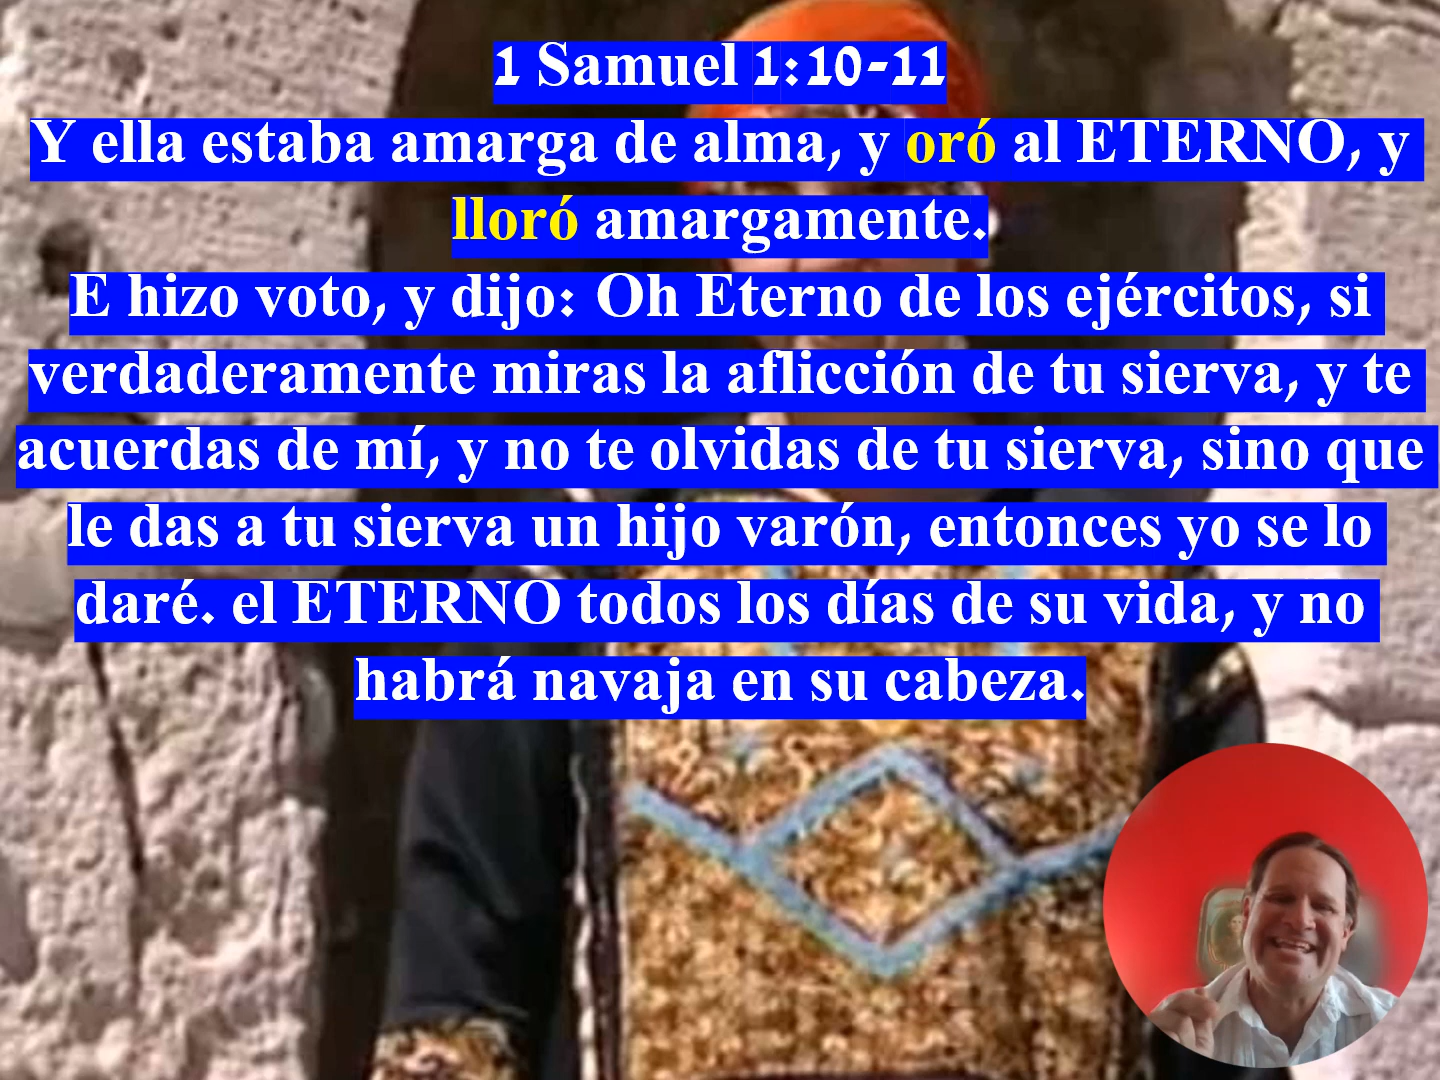 1 Samuel 1:10-11
Y ella estaba amarga de alma, y oró al ETERNO, y
lloró amargamente.
E hizo voto, y dijo: Oh Eterno de los ejércitos, si
verdaderamente miras la aflicción de tu sierva, y te
acuerdas de mí, y no te olvidas de tu sierva, sino que
le das a tu sierva un hijo varón, entonces yo se lo
daré. el ETERNO todos los días de su vida, y no
habrá navaja en su cabeza.